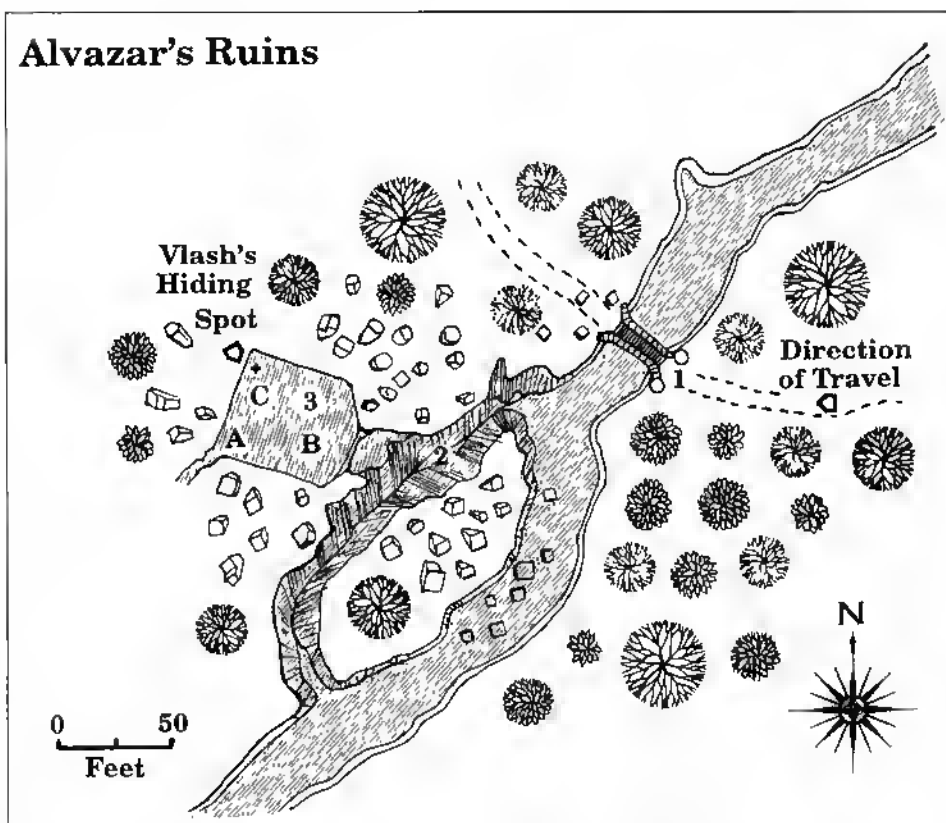 Alvazar's Ruins
Vlash's
Hiding
Spot
C
3
A
B
2
1
Direction
of Travel
N
0 50
Feet